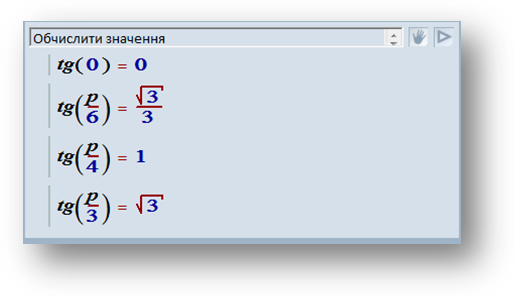 Обчислити значення
tg(0) = 0
tg(p/6) = √3/3
tg(p/4) = 1
tg(p/3) = √3